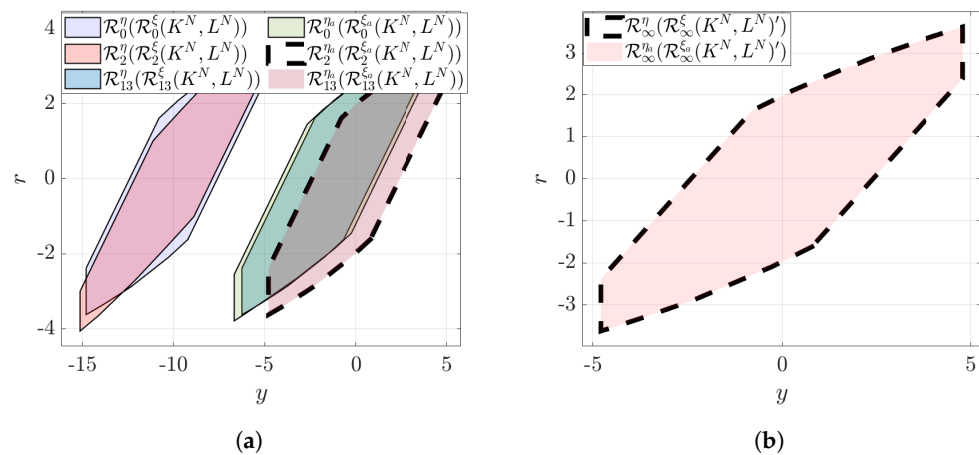 4
2
0
-2
-4
r
-15
-10
-5
0
5
y
R_0^η(R_0^ξ(K^N, L^N))
R_2^η(R_2^ξ(K^N, L^N))
R_13^η(R_13^ξ(K^N, L^N))
R_0^{η_a}(R_0^{ξ_a}(K^N, L^N))
R_2^{η_a}(R_2^{ξ_a}(K^N, L^N))
R_13^{η_a}(R_13^{ξ_a}(K^N, L^N))
(a)
3
2
1
0
-1
-2
-3
r
-5
0
5
y
R_∞^η(R_∞^ξ(K^N, L^N)′)
R_∞^{η_a}(R_∞^{ξ_a}(K^N, L^N)′)
(b)